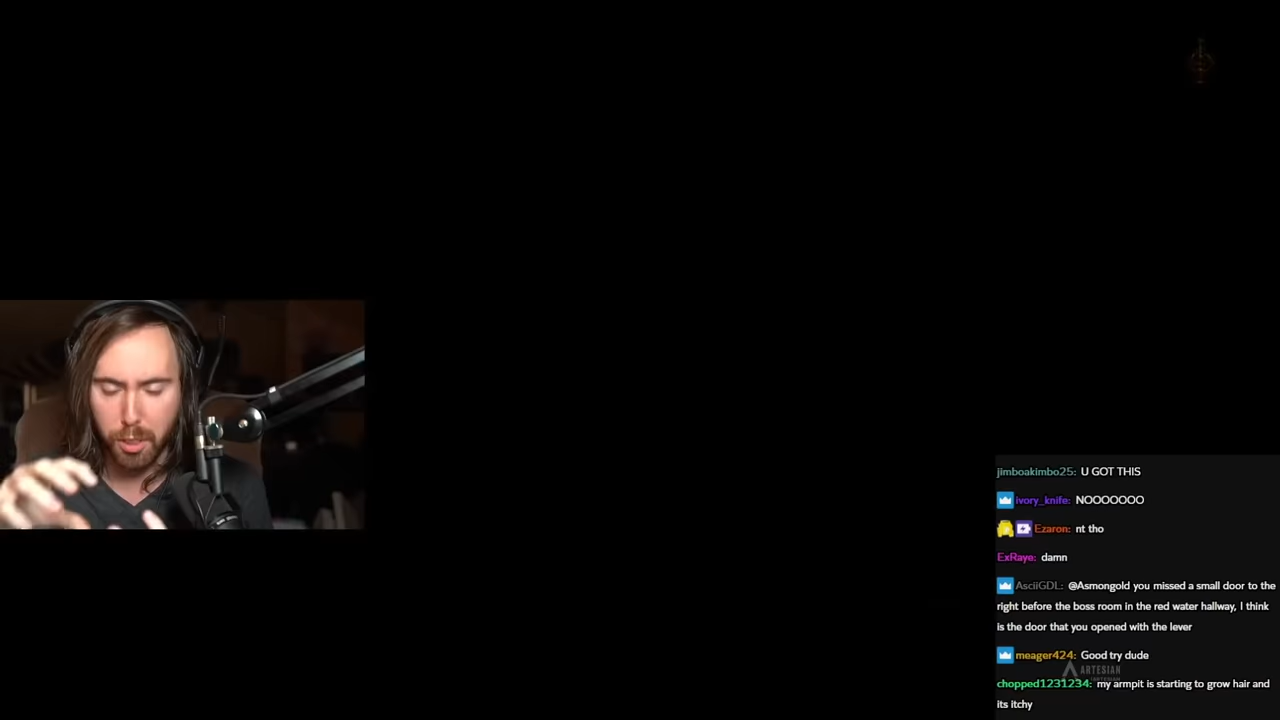 jimboakimbo25: U GOT THIS
ivory_knife: NOOOOOOO
Ezaron: nt tho
ExRaye: damn
AsciiGDL: @Asmongold you missed a small door to the
right before the boss room in the red water hallway, I think
is the door that you opened with the lever
meager424: Good try dude
ARTESIAN
chopped1231234: my armpit is starting to grow hair and
its itchy